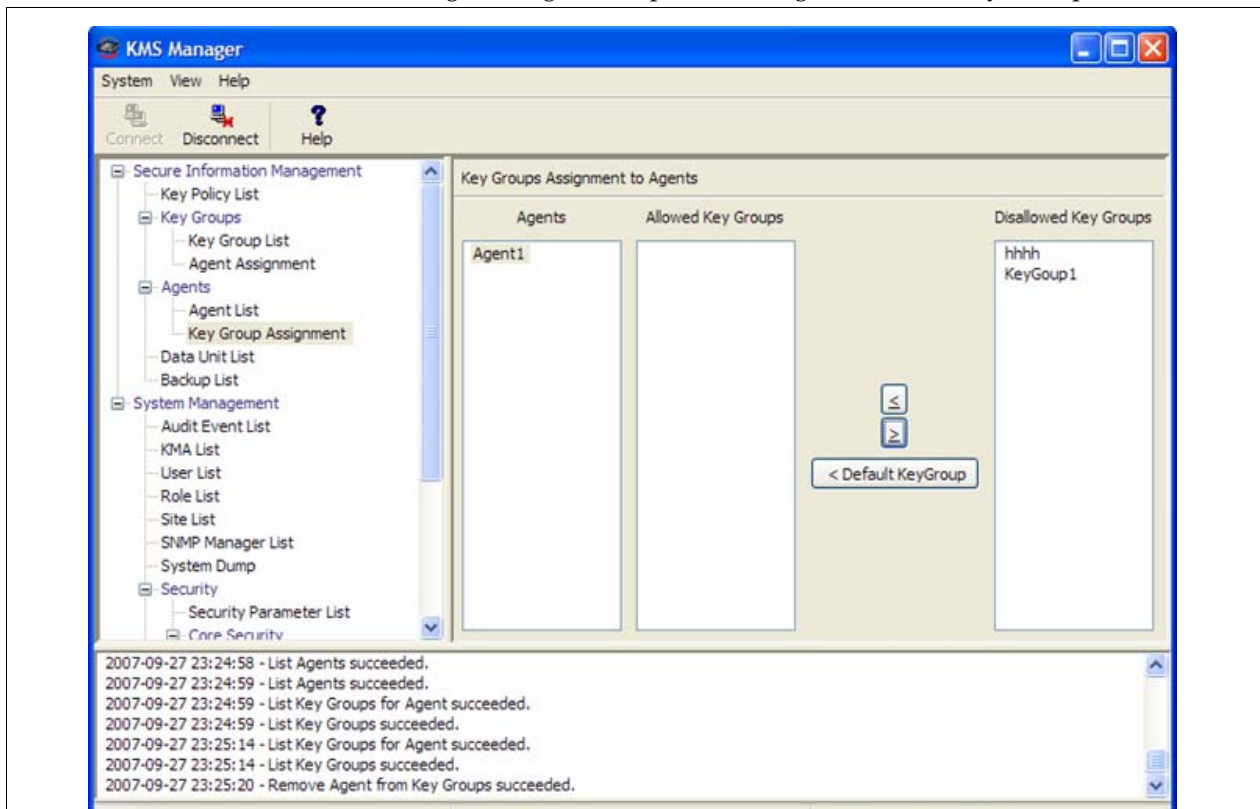 KMS Manager
System View Help
Connect Disconnect Help
Secure Information Management
Key Policy List
Key Groups
Key Group List
Agent Assignment
Agents
Agent List
Key Group Assignment
Data Unit List
Backup List
System Management
Audit Event List
KMA List
User List
Role List
Site List
SNMP Manager List
System Dump
Security
Security Parameter List
Core Security
Key Groups Assignment to Agents
Agents Allowed Key Groups Disallowed Key Groups
Agent1
hhhh
KeyGoup1
<
>
< Default KeyGroup
2007-09-27 23:24:58 - List Agents succeeded.
2007-09-27 23:24:59 - List Agents succeeded.
2007-09-27 23:24:59 - List Key Groups for Agent succeeded.
2007-09-27 23:24:59 - List Key Groups succeeded.
2007-09-27 23:25:14 - List Key Groups for Agent succeeded.
2007-09-27 23:25:14 - List Key Groups succeeded.
2007-09-27 23:25:20 - Remove Agent from Key Groups succeeded.